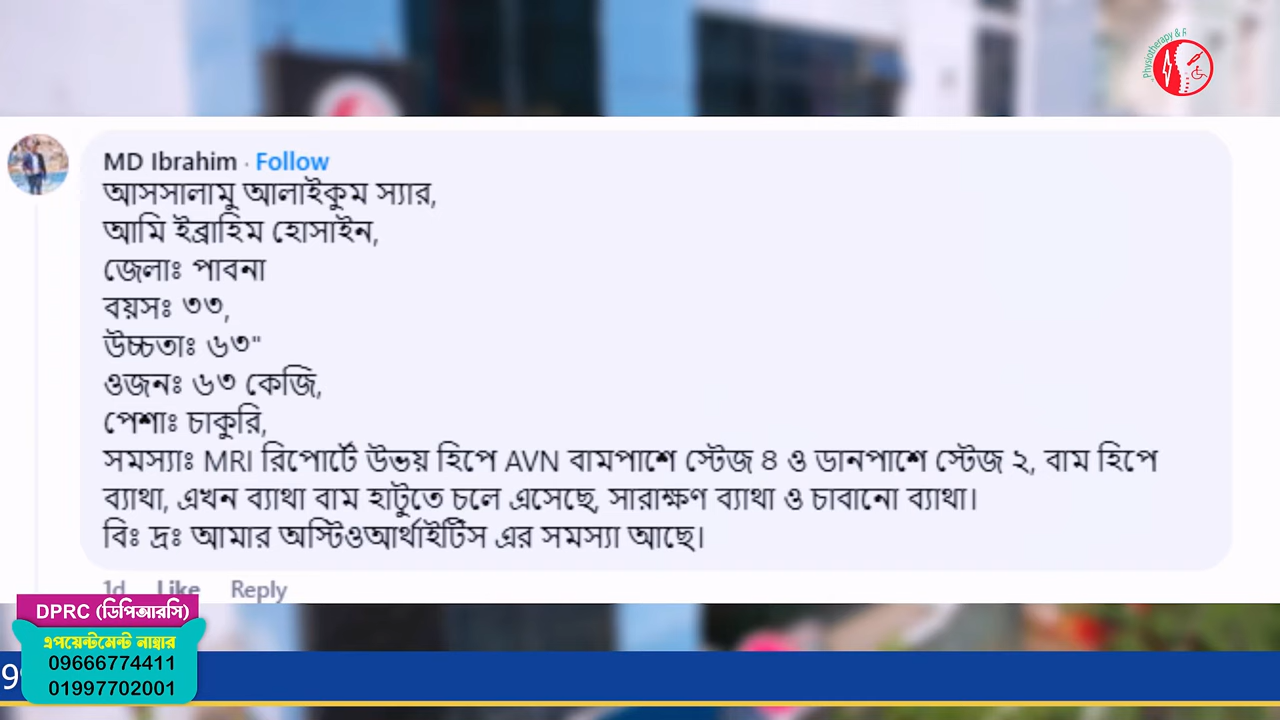 Physiotherapy & R
MD Ibrahim · Follow
আসসালামু আলাইকুম স্যার,
আমি ইব্রাহিম হোসাইন,
জেলাঃ পাবনা
বয়সঃ ৩৩,
উচ্চতাঃ ৬৩"
ওজনঃ ৬৩ কেজি,
পেশাঃ চাকুরি,
সমস্যাঃ MRI রিপোর্টে উভয় হিপে AVN বামপাশে স্টেজ ৪ ও ডানপাশে স্টেজ ২, বাম হিপে
ব্যাথা, এখন ব্যাথা বাম হাটুতে চলে এসেছে, সারাক্ষণ ব্যাথা ও চাবানো ব্যাথা।
বিঃ দ্রঃ আমার অস্টিওআর্থাইটিস এর সমস্যা আছে।
1d Like Reply
DPRC (ডিপিআরসি)
এপয়েন্টমেন্ট নাম্বার
09666774411
01997702001